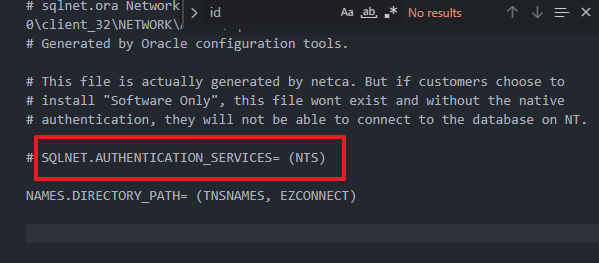 # sqlnet.ora Network
id
Aa
ab
No results
0\client_32\NETWORK\
# Generated by Oracle configuration tools.
# This file is actually generated by netca. But if customers choose to
# install "Software Only", this file wont exist and without the native
# authentication, they will not be able to connect to the database on NT.
# SQLNET.AUTHENTICATION_SERVICES= (NTS)
NAMES.DIRECTORY_PATH= (TNSNAMES, EZCONNECT)